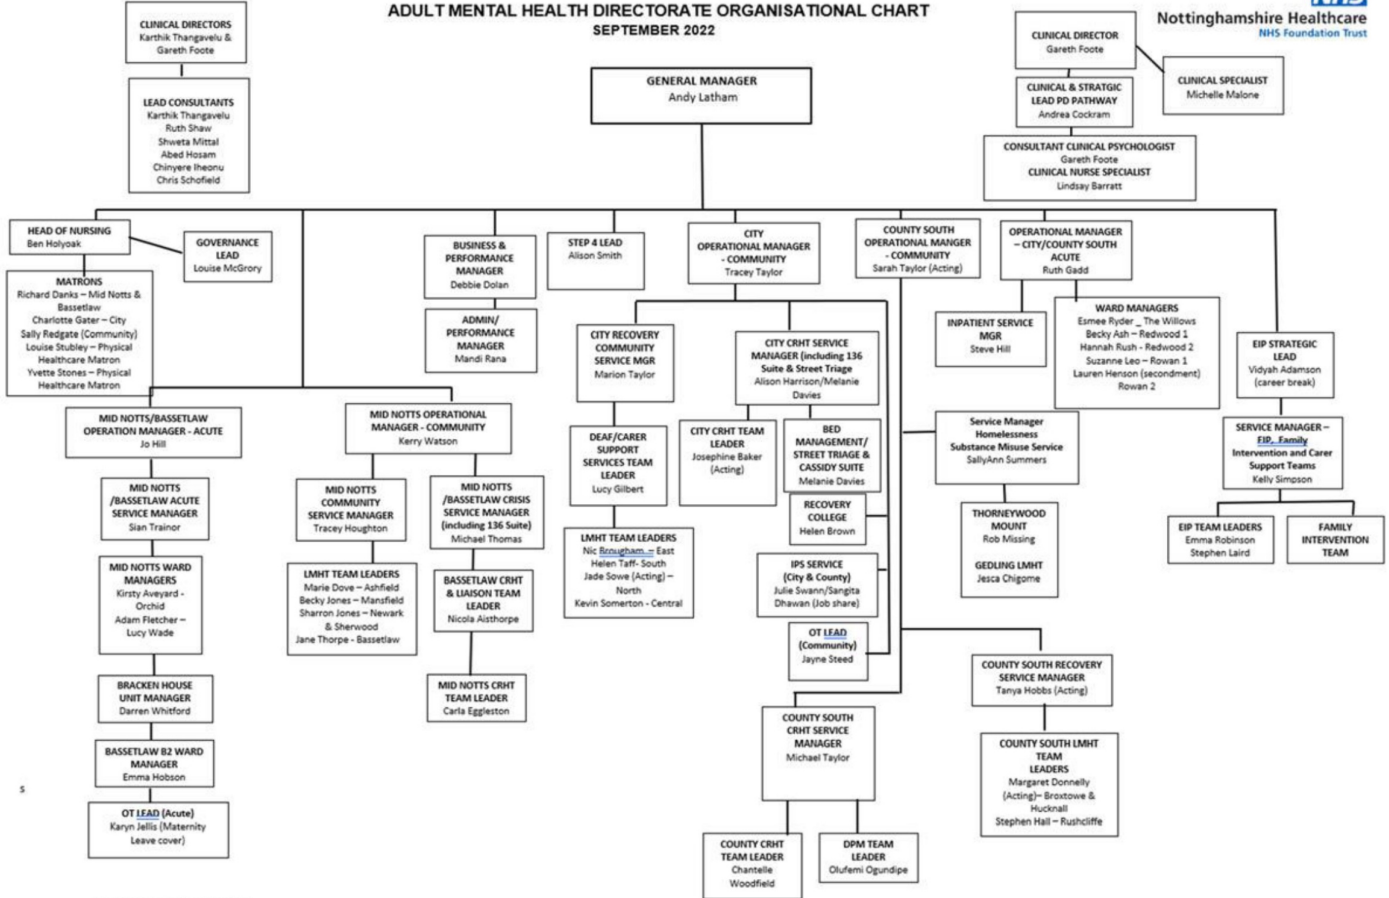 ADULT MENTAL HEALTH DIRECTORATE ORGANISATIONAL CHART
SEPTEMBER 2022
NHS
Nottinghamshire Healthcare
NHS Foundation Trust
CLINICAL DIRECTORS
Karthik Thangavelu &
Gareth Foote
LEAD CONSULTANTS
Karthik Thangavelu
Ruth Shaw
Shweta Mittal
Abed Hosam
Chinyere Iheonu
Chris Schofield
GENERAL MANAGER
Andy Latham
CLINICAL DIRECTOR
Gareth Foote
CLINICAL SPECIALIST
Michelle Malone
CLINICAL & STRATGIC
LEAD PD PATHWAY
Andrea Cockram
CONSULTANT CLINICAL PSYCHOLOGIST
Gareth Foote
CLINICAL NURSE SPECIALIST
Lindsay Barratt
HEAD OF NURSING
Ben Holyoak
GOVERNANCE
LEAD
Louise McGrory
MATRONS
Richard Danks – Mid Notts &
Bassetlaw
Charlotte Gater – City
Sally Redgate (Community)
Louise Stubley – Physical
Healthcare Matron
Yvette Stones – Physical
Healthcare Matron
BUSINESS &
PERFORMANCE
MANAGER
Debbie Dolan
ADMIN/
PERFORMANCE
MANAGER
Mandi Rana
STEP 4 LEAD
Alison Smith
CITY
OPERATIONAL MANAGER
- COMMUNITY
Tracey Taylor
COUNTY SOUTH
OPERATIONAL MANGER
- COMMUNITY
Sarah Taylor (Acting)
OPERATIONAL MANAGER
– CITY/COUNTY SOUTH
ACUTE
Ruth Gadd
INPATIENT SERVICE
MGR
Steve Hill
WARD MANAGERS
Esmee Ryder _ The Willows
Becky Ash – Redwood 1
Hannah Rush - Redwood 2
Suzanne Leo – Rowan 1
Lauren Henson (secondment)
Rowan 2
EIP STRATEGIC
LEAD
Vidyah Adamson
(career break)
SERVICE MANAGER –
EIP, Family
Intervention and Carer
Support Teams
Kelly Simpson
EIP TEAM LEADERS
Emma Robinson
Stephen Laird
FAMILY
INTERVENTION
TEAM
MID NOTTS/BASSETLAW
OPERATION MANAGER - ACUTE
Jo Hill
MID NOTTS
/BASSETLAW ACUTE
SERVICE MANAGER
Sian Trainor
MID NOTTS WARD
MANAGERS
Kirsty Aveyard -
Orchid
Adam Fletcher –
Lucy Wade
BRACKEN HOUSE
UNIT MANAGER
Darren Whitford
BASSETLAW B2 WARD
MANAGER
Emma Hobson
s
OT LEAD (Acute)
Karyn Jellis (Maternity
Leave cover)
MID NOTTS OPERATIONAL
MANAGER - COMMUNITY
Kerry Watson
MID NOTTS
COMMUNITY
SERVICE MANAGER
Tracey Houghton
LMHT TEAM LEADERS
Marie Dove – Ashfield
Becky Jones – Mansfield
Sharron Jones – Newark
& Sherwood
Jane Thorpe - Bassetlaw
MID NOTTS
/BASSETLAW CRISIS
SERVICE MANAGER
(including 136 Suite)
Michael Thomas
BASSETLAW CRHT
& LIAISON TEAM
LEADER
Nicola Aisthorpe
MID NOTTS CRHT
TEAM LEADER
Carla Eggleston
CITY RECOVERY
COMMUNITY
SERVICE MGR
Marion Taylor
DEAF/CARER
SUPPORT
SERVICES TEAM
LEADER
Lucy Gilbert
LMHT TEAM LEADERS
Nic Brougham – East
Helen Taff- South
Jade Sowe (Acting) –
North
Kevin Somerton - Central
CITY CRHT SERVICE
MANAGER (including 136
Suite & Street Triage
Alison Harrison/Melanie
Davies
CITY CRHT TEAM
LEADER
Josephine Baker
(Acting)
BED
MANAGEMENT/
STREET TRIAGE &
CASSIDY SUITE
Melanie Davies
RECOVERY
COLLEGE
Helen Brown
IPS SERVICE
(City & County)
Julie Swann/Sangita
Dhawan (Job share)
OT LEAD
(Community)
Jayne Steed
Service Manager
Homelessness
Substance Misuse Service
SallyAnn Summers
THORNEYWOOD
MOUNT
Rob Missing
GEDLING LMHT
Jesca Chigome
COUNTY SOUTH RECOVERY
SERVICE MANAGER
Tanya Hobbs (Acting)
COUNTY SOUTH LMHT
TEAM
LEADERS
Margaret Donnelly
(Acting)– Broxtowe &
Hucknall
Stephen Hall – Rushcliffe
COUNTY SOUTH
CRHT SERVICE
MANAGER
Michael Taylor
COUNTY CRHT
TEAM LEADER
Chantelle
Woodfield
DPM TEAM
LEADER
Olufemi Ogundipe